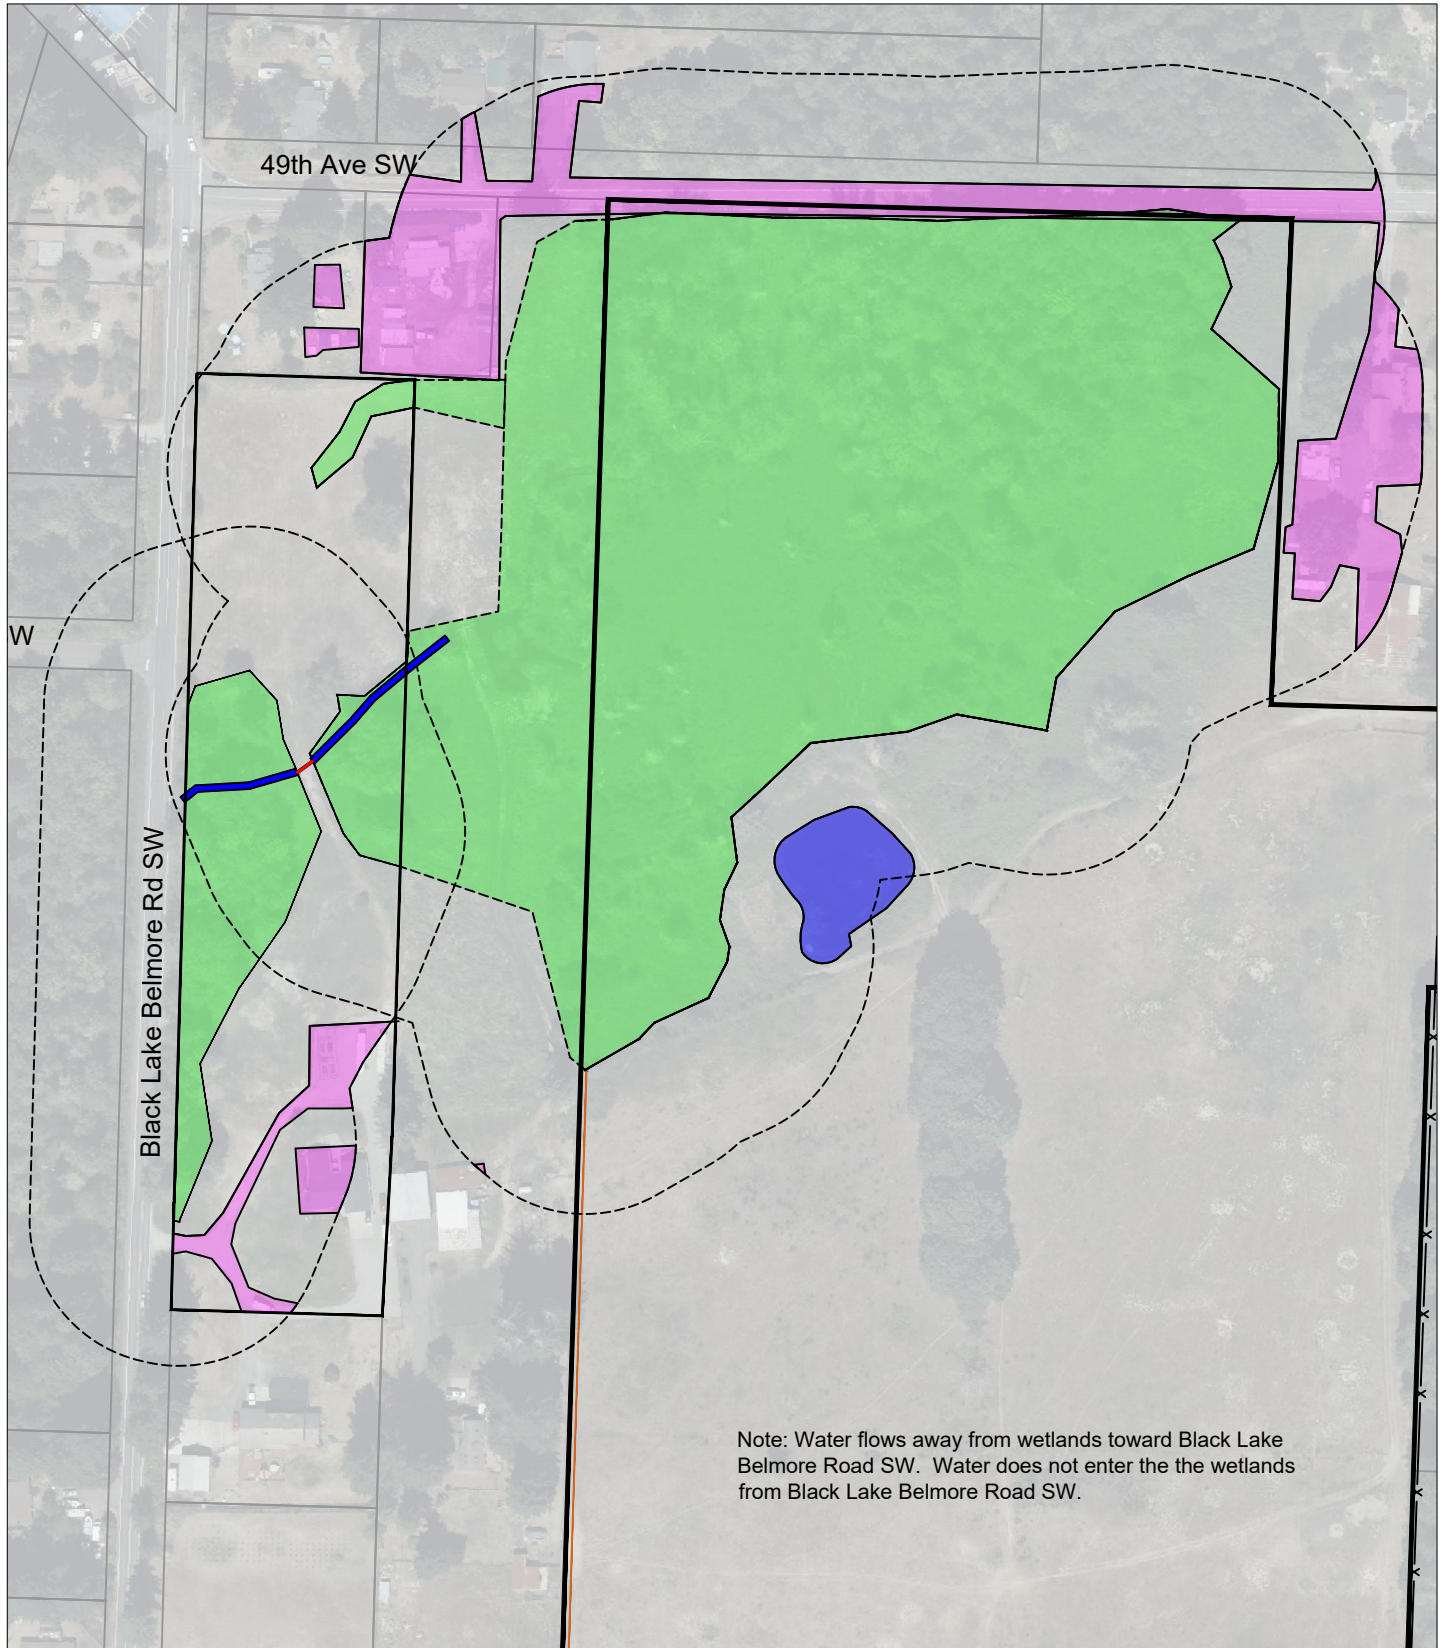 49th Ave SW
W
Black Lake Belmore Rd SW
Note: Water flows away from wetlands toward Black Lake
Belmore Road SW.  Water does not enter the the wetlands
from Black Lake Belmore Road SW.
x
x
x
x
x
x
x